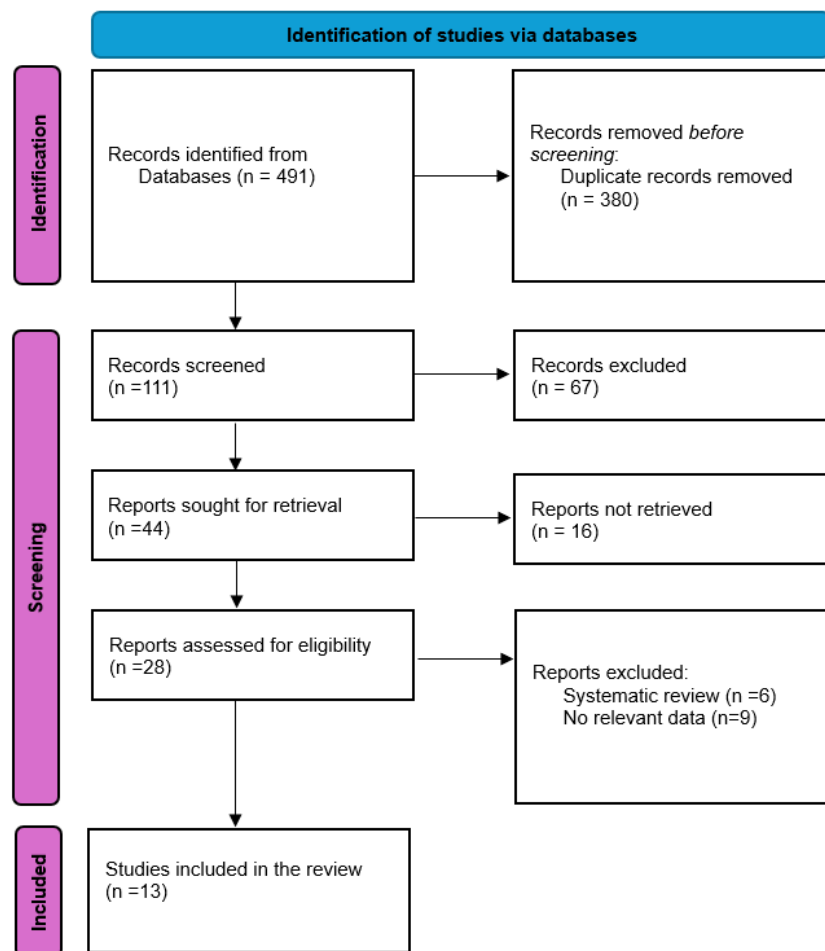 Identification of studies via databases
Identification
Records identified from
Databases (n = 491)
Records removed before
screening:
Duplicate records removed
(n = 380)
Screening
Records screened
(n =111)
Records excluded
(n = 67)
Reports sought for retrieval
(n =44)
Reports not retrieved
(n = 16)
Reports assessed for eligibility
(n =28)
Reports excluded:
Systematic review (n =6)
No relevant data (n=9)
Included
Studies included in the review
(n =13)